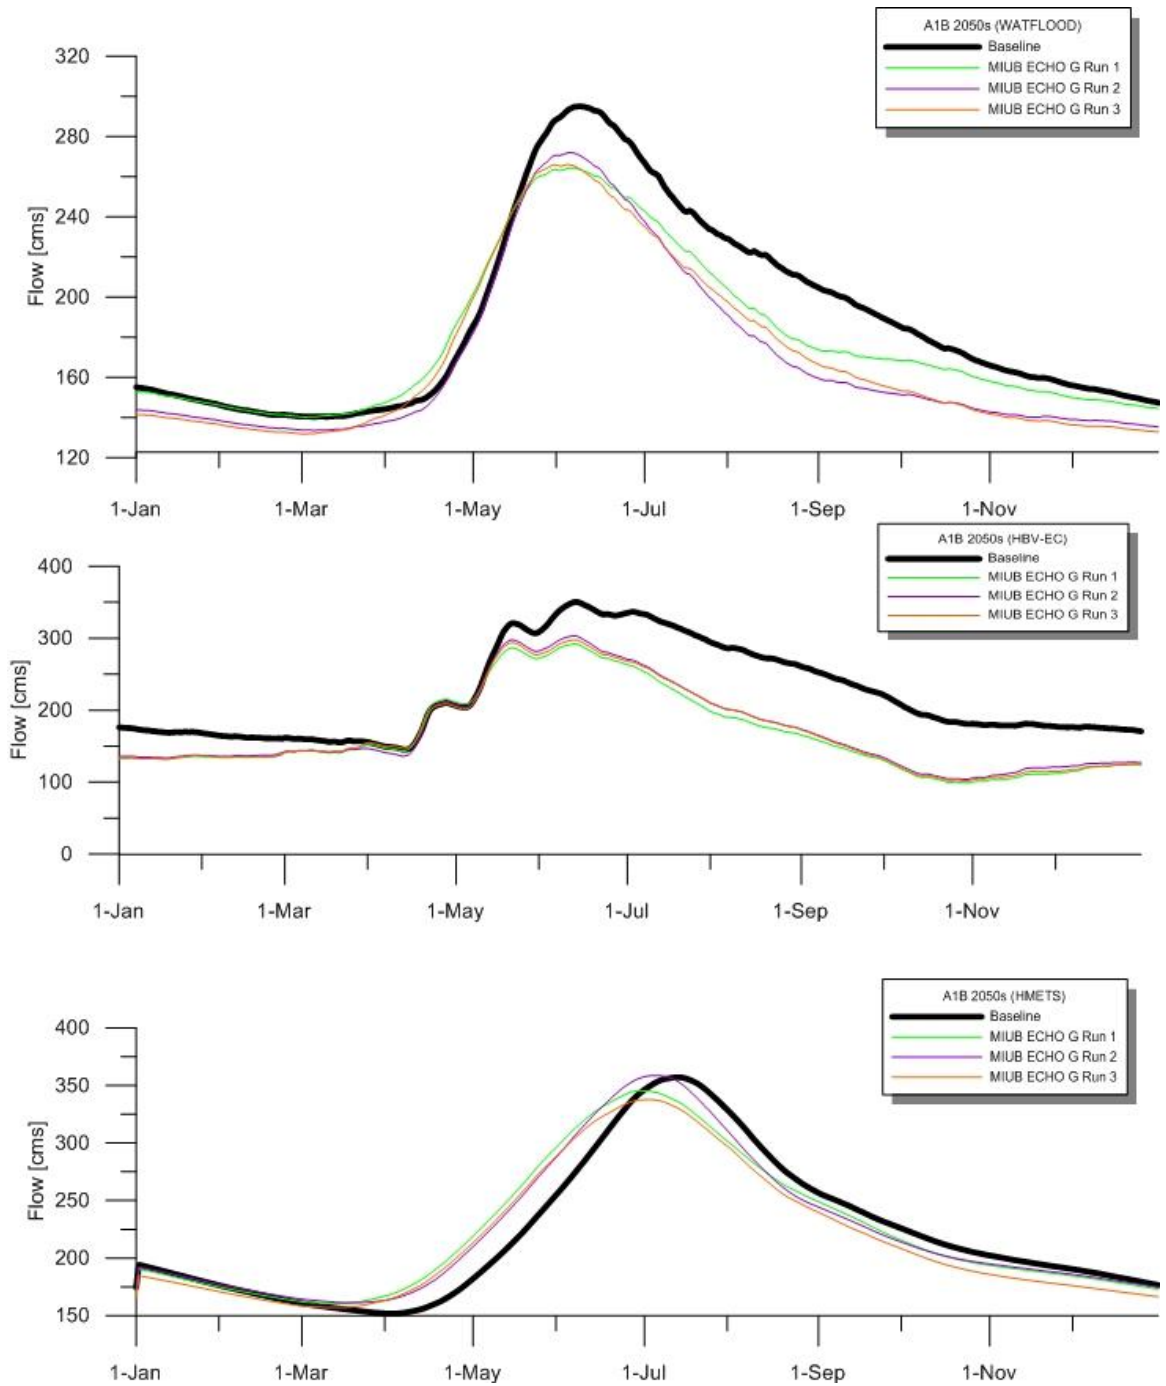 A1B 2050s (WATFLOOD)
Baseline
MIUB ECHO G Run 1
MIUB ECHO G Run 2
MIUB ECHO G Run 3
320
280
240
200
160
120
Flow [cms]
1-Jan 1-Mar 1-May 1-Jul 1-Sep 1-Nov
A1B 2050s (HBV-EC)
Baseline
MIUB ECHO G Run 1
MIUB ECHO G Run 2
MIUB ECHO G Run 3
400
300
200
100
0
Flow [cms]
1-Jan 1-Mar 1-May 1-Jul 1-Sep 1-Nov
A1B 2050s (HMETS)
Baseline
MIUB ECHO G Run 1
MIUB ECHO G Run 2
MIUB ECHO G Run 3
400
350
300
250
200
150
Flow [cms]
1-Jan 1-Mar 1-May 1-Jul 1-Sep 1-Nov